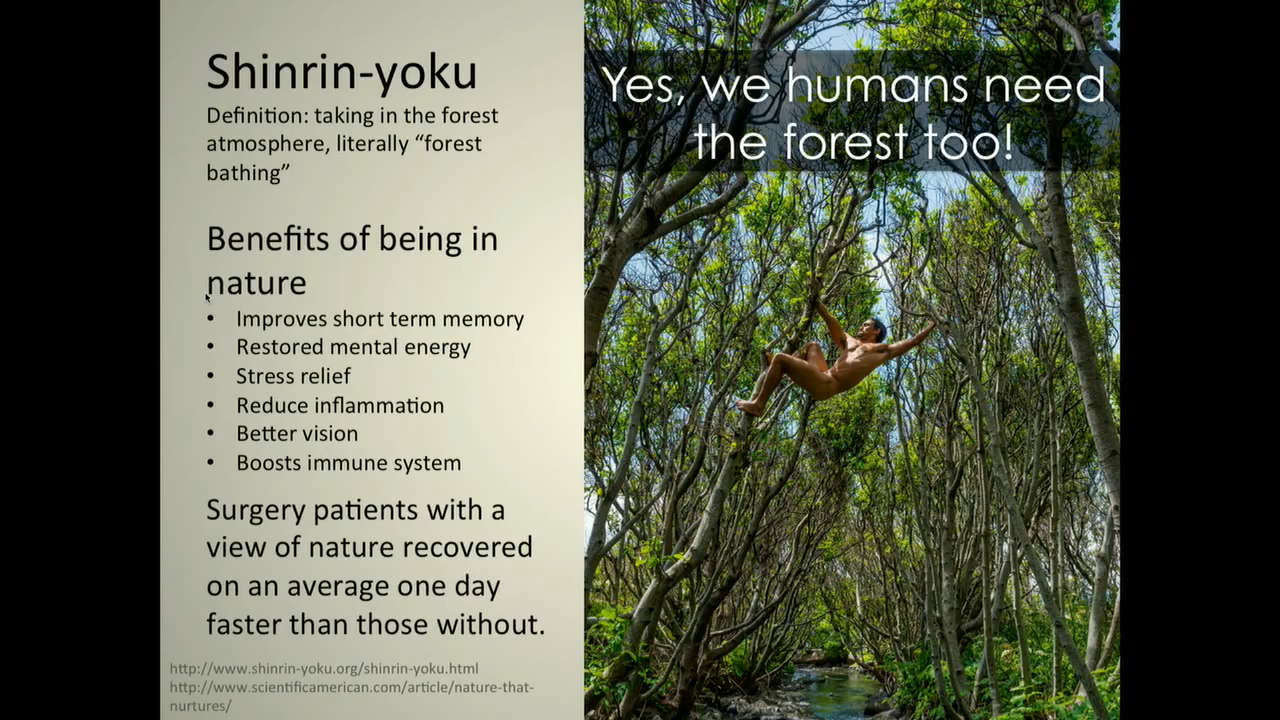 Shinrin-yoku
Definition: taking in the forest
atmosphere, literally “forest
bathing”
Benefits of being in
nature
• Improves short term memory
• Restored mental energy
• Stress relief
• Reduce inflammation
• Better vision
• Boosts immune system
Surgery patients with a
view of nature recovered
on an average one day
faster than those without.
http://www.shinrin-yoku.org/shinrin-yoku.html
http://www.scientificamerican.com/article/nature-that-
nurtures/
Yes, we humans need
the forest too!